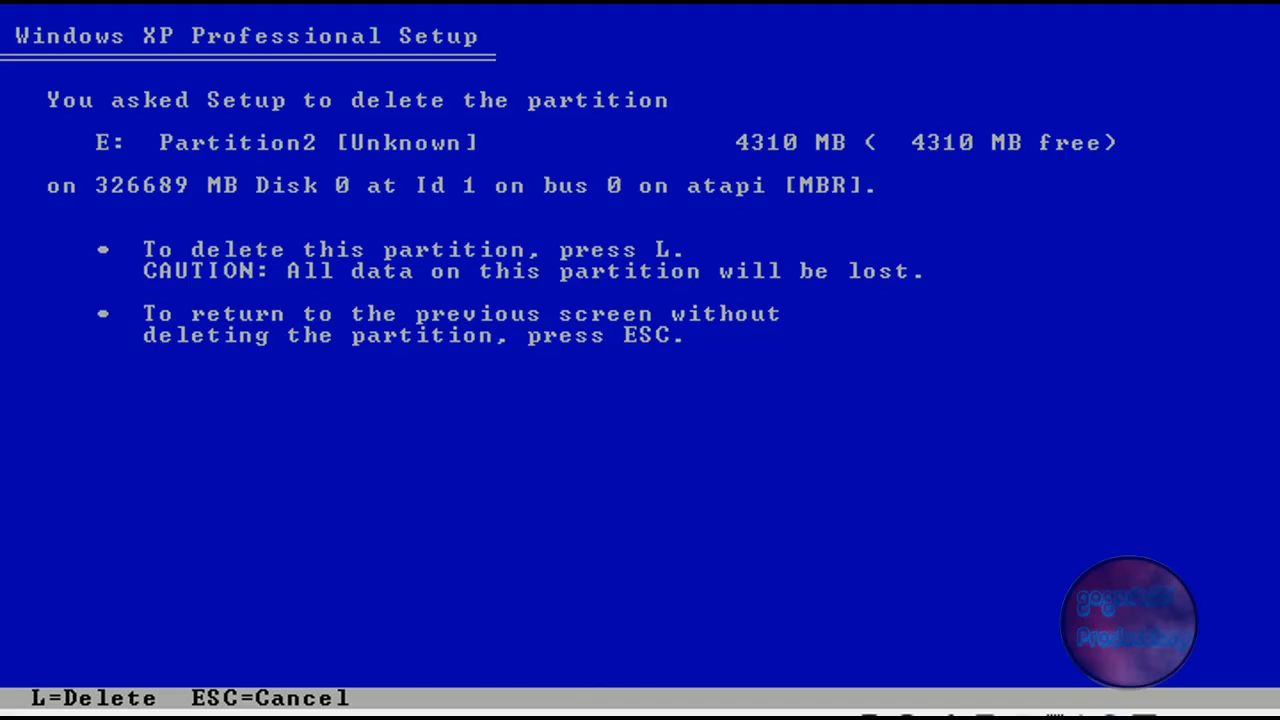 Windows XP Professional Setup
You asked Setup to delete the partition
E: Partition2 [Unknown] 4310 MB ( 4310 MB free)
on 326689 MB Disk 0 at Id 1 on bus 0 on atapi [MBR].
• To delete this partition, press L.
CAUTION: All data on this partition will be lost.
• To return to the previous screen without
deleting the partition, press ESC.
L=Delete ESC=Cancel